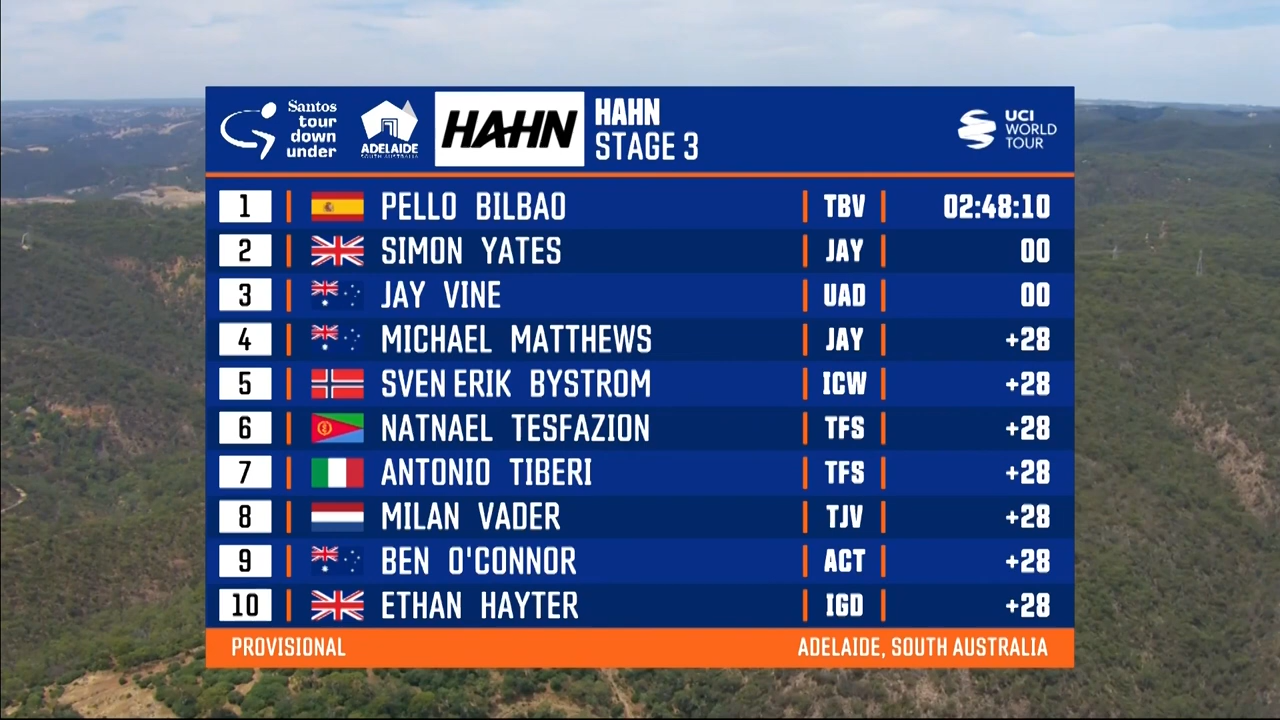 Santos
tour
down
under
ADELAIDE
SOUTH AUSTRALIA
HAHN
HAHN
STAGE 3
UCI
WORLD
TOUR
1 PELLO BILBAO TBV 02:48:10
2 SIMON YATES JAY 00
3 JAY VINE UAD 00
4 MICHAEL MATTHEWS JAY +28
5 SVEN ERIK BYSTROM ICW +28
6 NATNAEL TESFAZION TFS +28
7 ANTONIO TIBERI TFS +28
8 MILAN VADER TJV +28
9 BEN O'CONNOR ACT +28
10 ETHAN HAYTER IGD +28
PROVISIONAL ADELAIDE, SOUTH AUSTRALIA